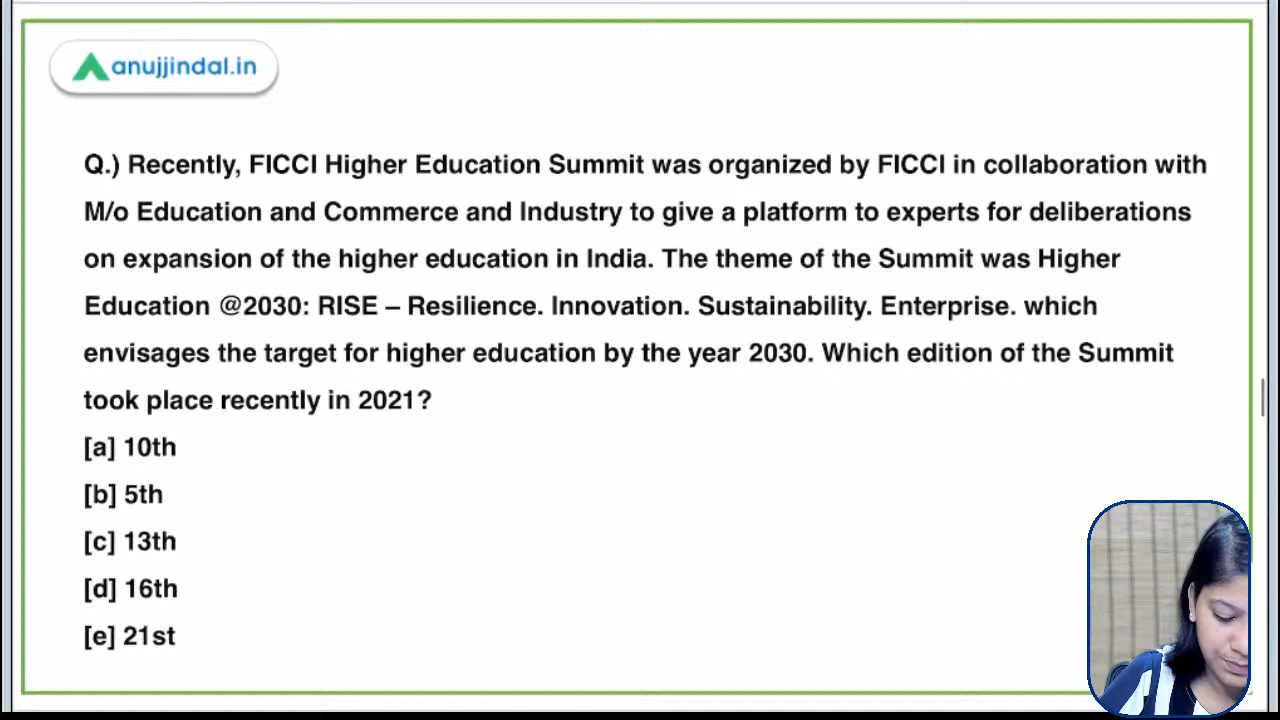 anujjindal.in
Q.) Recently, FICCI Higher Education Summit was organized by FICCI in collaboration with
M/o Education and Commerce and Industry to give a platform to experts for deliberations
on expansion of the higher education in India. The theme of the Summit was Higher
Education @2030: RISE – Resilience. Innovation. Sustainability. Enterprise. which
envisages the target for higher education by the year 2030. Which edition of the Summit
took place recently in 2021?
[a] 10th
[b] 5th
[c] 13th
[d] 16th
[e] 21st